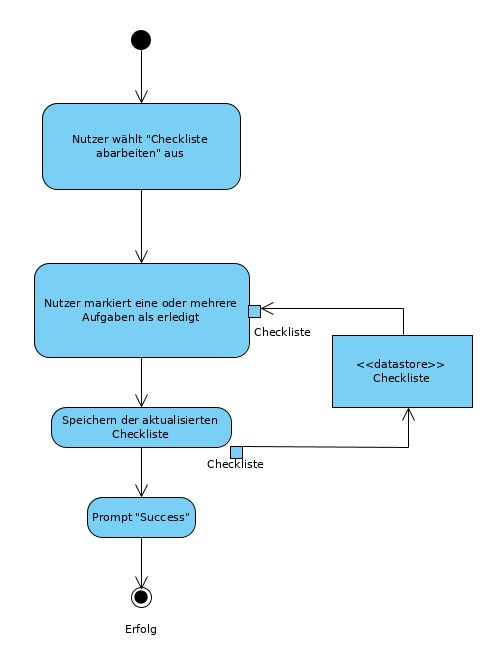 Nutzer wählt "Checkliste
abarbeiten" aus
Nutzer markiert eine oder mehrere
Aufgaben als erledigt
Checkliste
<<datastore>>
Checkliste
Speichern der aktualisierten
Checkliste
Checkliste
Prompt "Success"
Erfolg